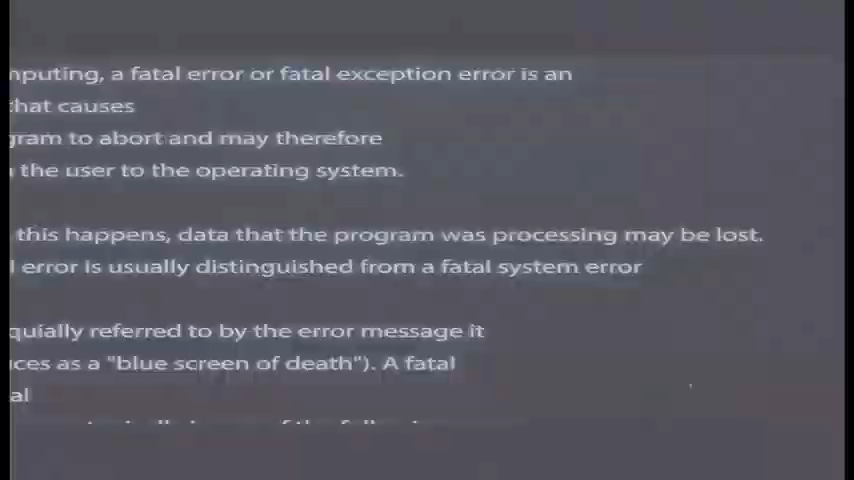 nputing, a fatal error or fatal exception error is an
hat causes
gram to abort and may therefore
the user to the operating system.
this happens, data that the program was processing may be lost.
l error is usually distinguished from a fatal system error
quially referred to by the error message it
ces as a "blue screen of death"). A fatal
al